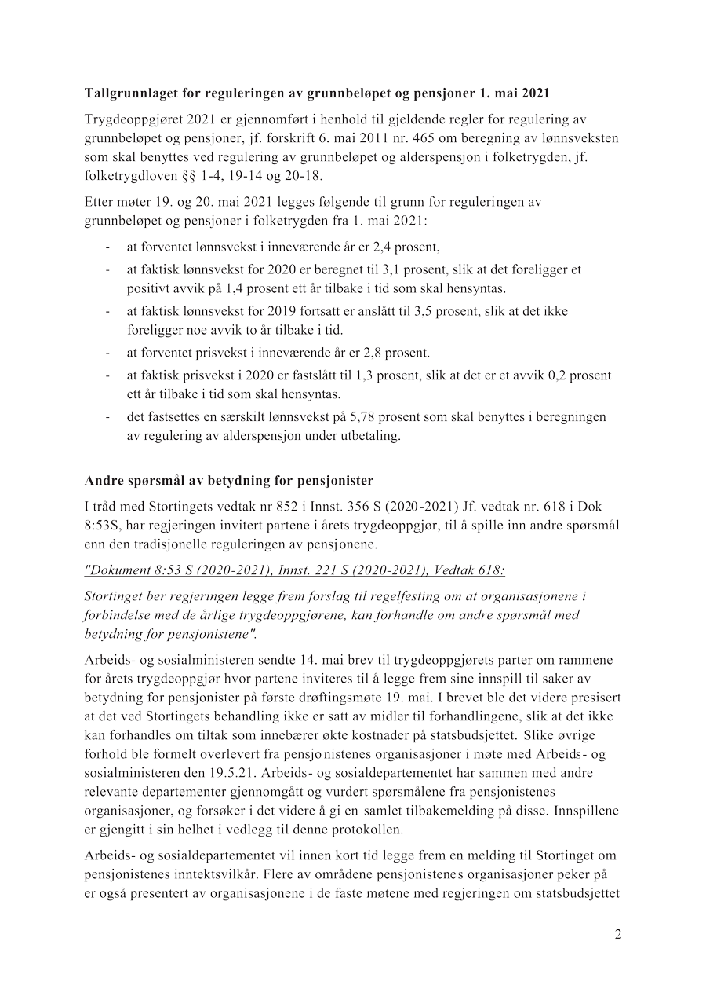 Tallgrunnlaget for reguleringen av grunnbeløpet og pensjoner 1. mai 2021
Trygdeoppgjøret 2021 er gjennomført i henhold til gjeldende regler for regulering av
grunnbeløpet og pensjoner, jf. forskrift 6. mai 2011 nr. 465 om beregning av lønnsveksten
som skal benyttes ved regulering av grunnbeløpet og alderspensjon i folketrygden, jf.
folketrygdloven §§ 1-4, 19-14 og 20-18.
Etter møter 19. og 20. mai 2021 legges følgende til grunn for reguleringen av
grunnbeløpet og pensjoner i folketrygden fra 1. mai 2021:
- at forventet lønnsvekst i inneværende år er 2,4 prosent,
- at faktisk lønnsvekst for 2020 er beregnet til 3,1 prosent, slik at det foreligger et
positivt avvik på 1,4 prosent ett år tilbake i tid som skal hensyntas.
- at faktisk lønnsvekst for 2019 fortsatt er anslått til 3,5 prosent, slik at det ikke
foreligger noe avvik to år tilbake i tid.
- at forventet prisvekst i inneværende år er 2,8 prosent.
- at faktisk prisvekst i 2020 er fastslått til 1,3 prosent, slik at det er et avvik 0,2 prosent
ett år tilbake i tid som skal hensyntas.
- det fastsettes en særskilt lønnsvekst på 5,78 prosent som skal benyttes i beregningen
av regulering av alderspensjon under utbetaling.
Andre spørsmål av betydning for pensjonister
I tråd med Stortingets vedtak nr 852 i Innst. 356 S (2020-2021) Jf. vedtak nr. 618 i Dok
8:53S, har regjeringen invitert partene i årets trygdeoppgjør, til å spille inn andre spørsmål
enn den tradisjonelle reguleringen av pensjonene.
"Dokument 8:53 S (2020-2021), Innst. 221 S (2020-2021), Vedtak 618:
Stortinget ber regjeringen legge frem forslag til regelfesting om at organisasjonene i
forbindelse med de årlige trygdeoppgjørene, kan forhandle om andre spørsmål med
betydning for pensjonistene".
Arbeids- og sosialministeren sendte 14. mai brev til trygdeoppgjørets parter om rammene
for årets trygdeoppgjør hvor partene inviteres til å legge frem sine innspill til saker av
betydning for pensjonister på første drøftingsmøte 19. mai. I brevet ble det videre presisert
at det ved Stortingets behandling ikke er satt av midler til forhandlingene, slik at det ikke
kan forhandles om tiltak som innebærer økte kostnader på statsbudsjettet. Slike øvrige
forhold ble formelt overlevert fra pensjonistenes organisasjoner i møte med Arbeids- og
sosialministeren den 19.5.21. Arbeids- og sosialdepartementet har sammen med andre
relevante departementer gjennomgått og vurdert spørsmålene fra pensjonistenes
organisasjoner, og forsøker i det videre å gi en samlet tilbakemelding på disse. Innspillene
er gjengitt i sin helhet i vedlegg til denne protokollen.
Arbeids- og sosialdepartementet vil innen kort tid legge frem en melding til Stortinget om
pensjonistenes inntektsvilkår. Flere av områdene pensjonistenes organisasjoner peker på
er også presentert av organisasjonene i de faste møtene med regjeringen om statsbudsjettet
2